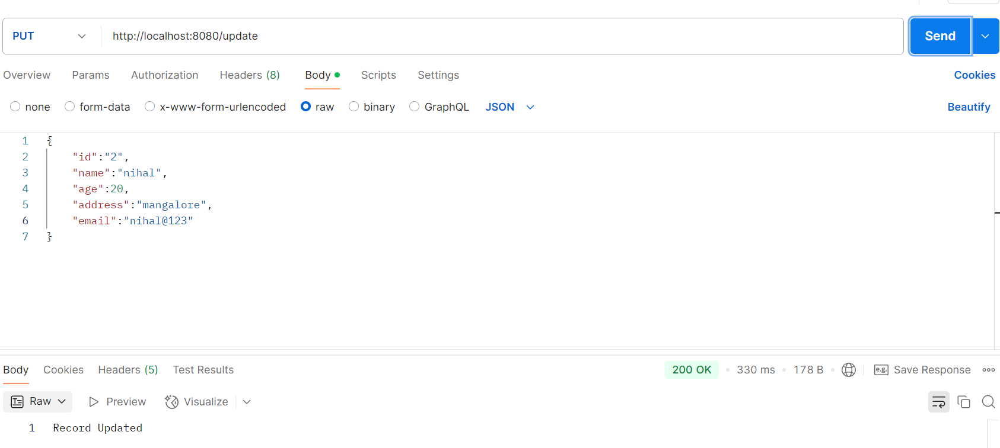 PUT http://localhost:8080/update Send
Overview Params Authorization Headers (8) Body Scripts Settings Cookies
none form-data x-www-form-urlencoded raw binary GraphQL JSON Beautify
1 {
2 "id":"2",
3 "name":"nihal",
4 "age":20,
5 "address":"mangalore",
6 "email":"nihal@123"
7 }
Body Cookies Headers (5) Test Results 200 OK 330 ms 178 B e.g. Save Response
Raw Preview Visualize
1 Record Updated